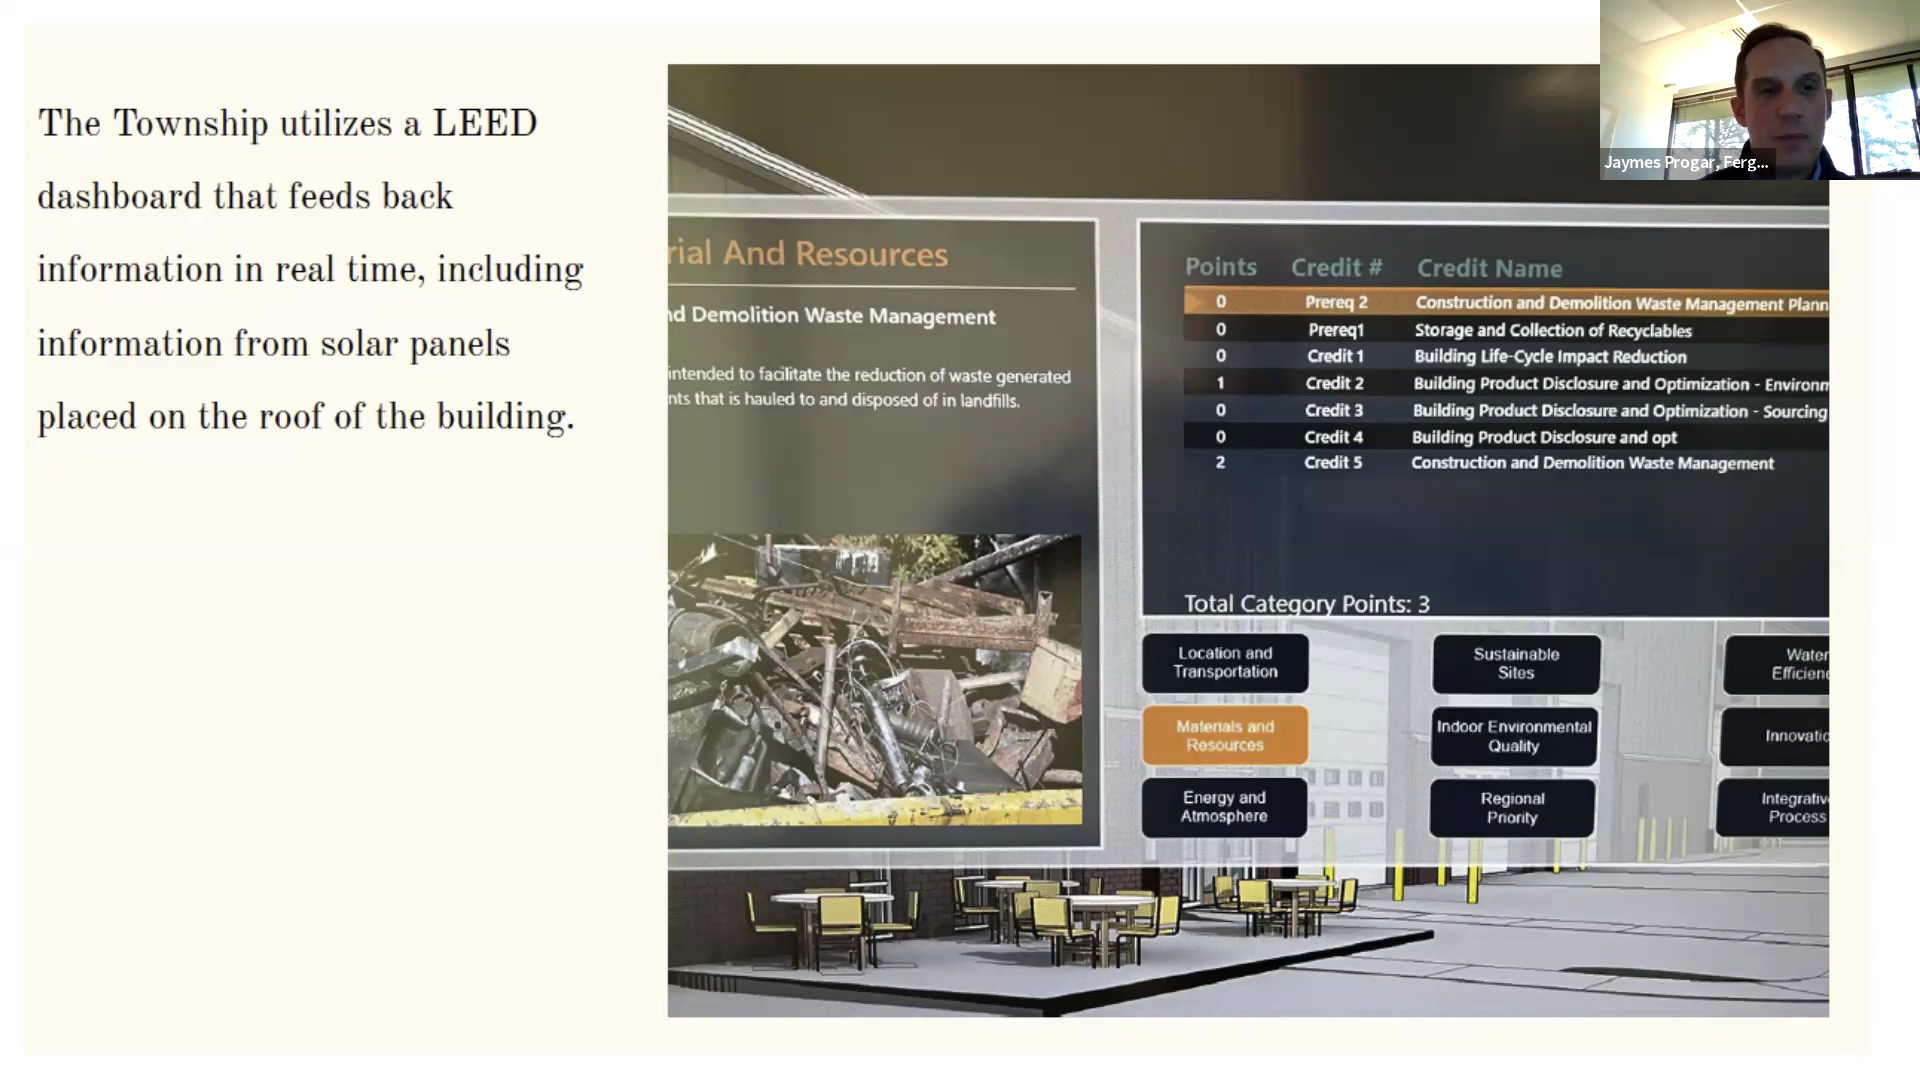 The Township utilizes a LEED
dashboard that feeds back
information in real time, including
information from solar panels
placed on the roof of the building.
Jaymes Progar, Ferg...
rial And Resources
nd Demolition Waste Management
intended to facilitate the reduction of waste generated
nts that is hauled to and disposed of in landfills.
Points Credit # Credit Name
0 Prereq 2 Construction and Demolition Waste Management Plann
0 Prereq1 Storage and Collection of Recyclables
0 Credit 1 Building Life-Cycle Impact Reduction
1 Credit 2 Building Product Disclosure and Optimization - Environm
0 Credit 3 Building Product Disclosure and Optimization - Sourcing
0 Credit 4 Building Product Disclosure and opt
2 Credit 5 Construction and Demolition Waste Management
Total Category Points: 3
Location and
Transportation
Sustainable
Sites
Water
Efficienc
Materials and
Resources
Indoor Environmental
Quality
Innovatio
Energy and
Atmosphere
Regional
Priority
Integrativ
Process